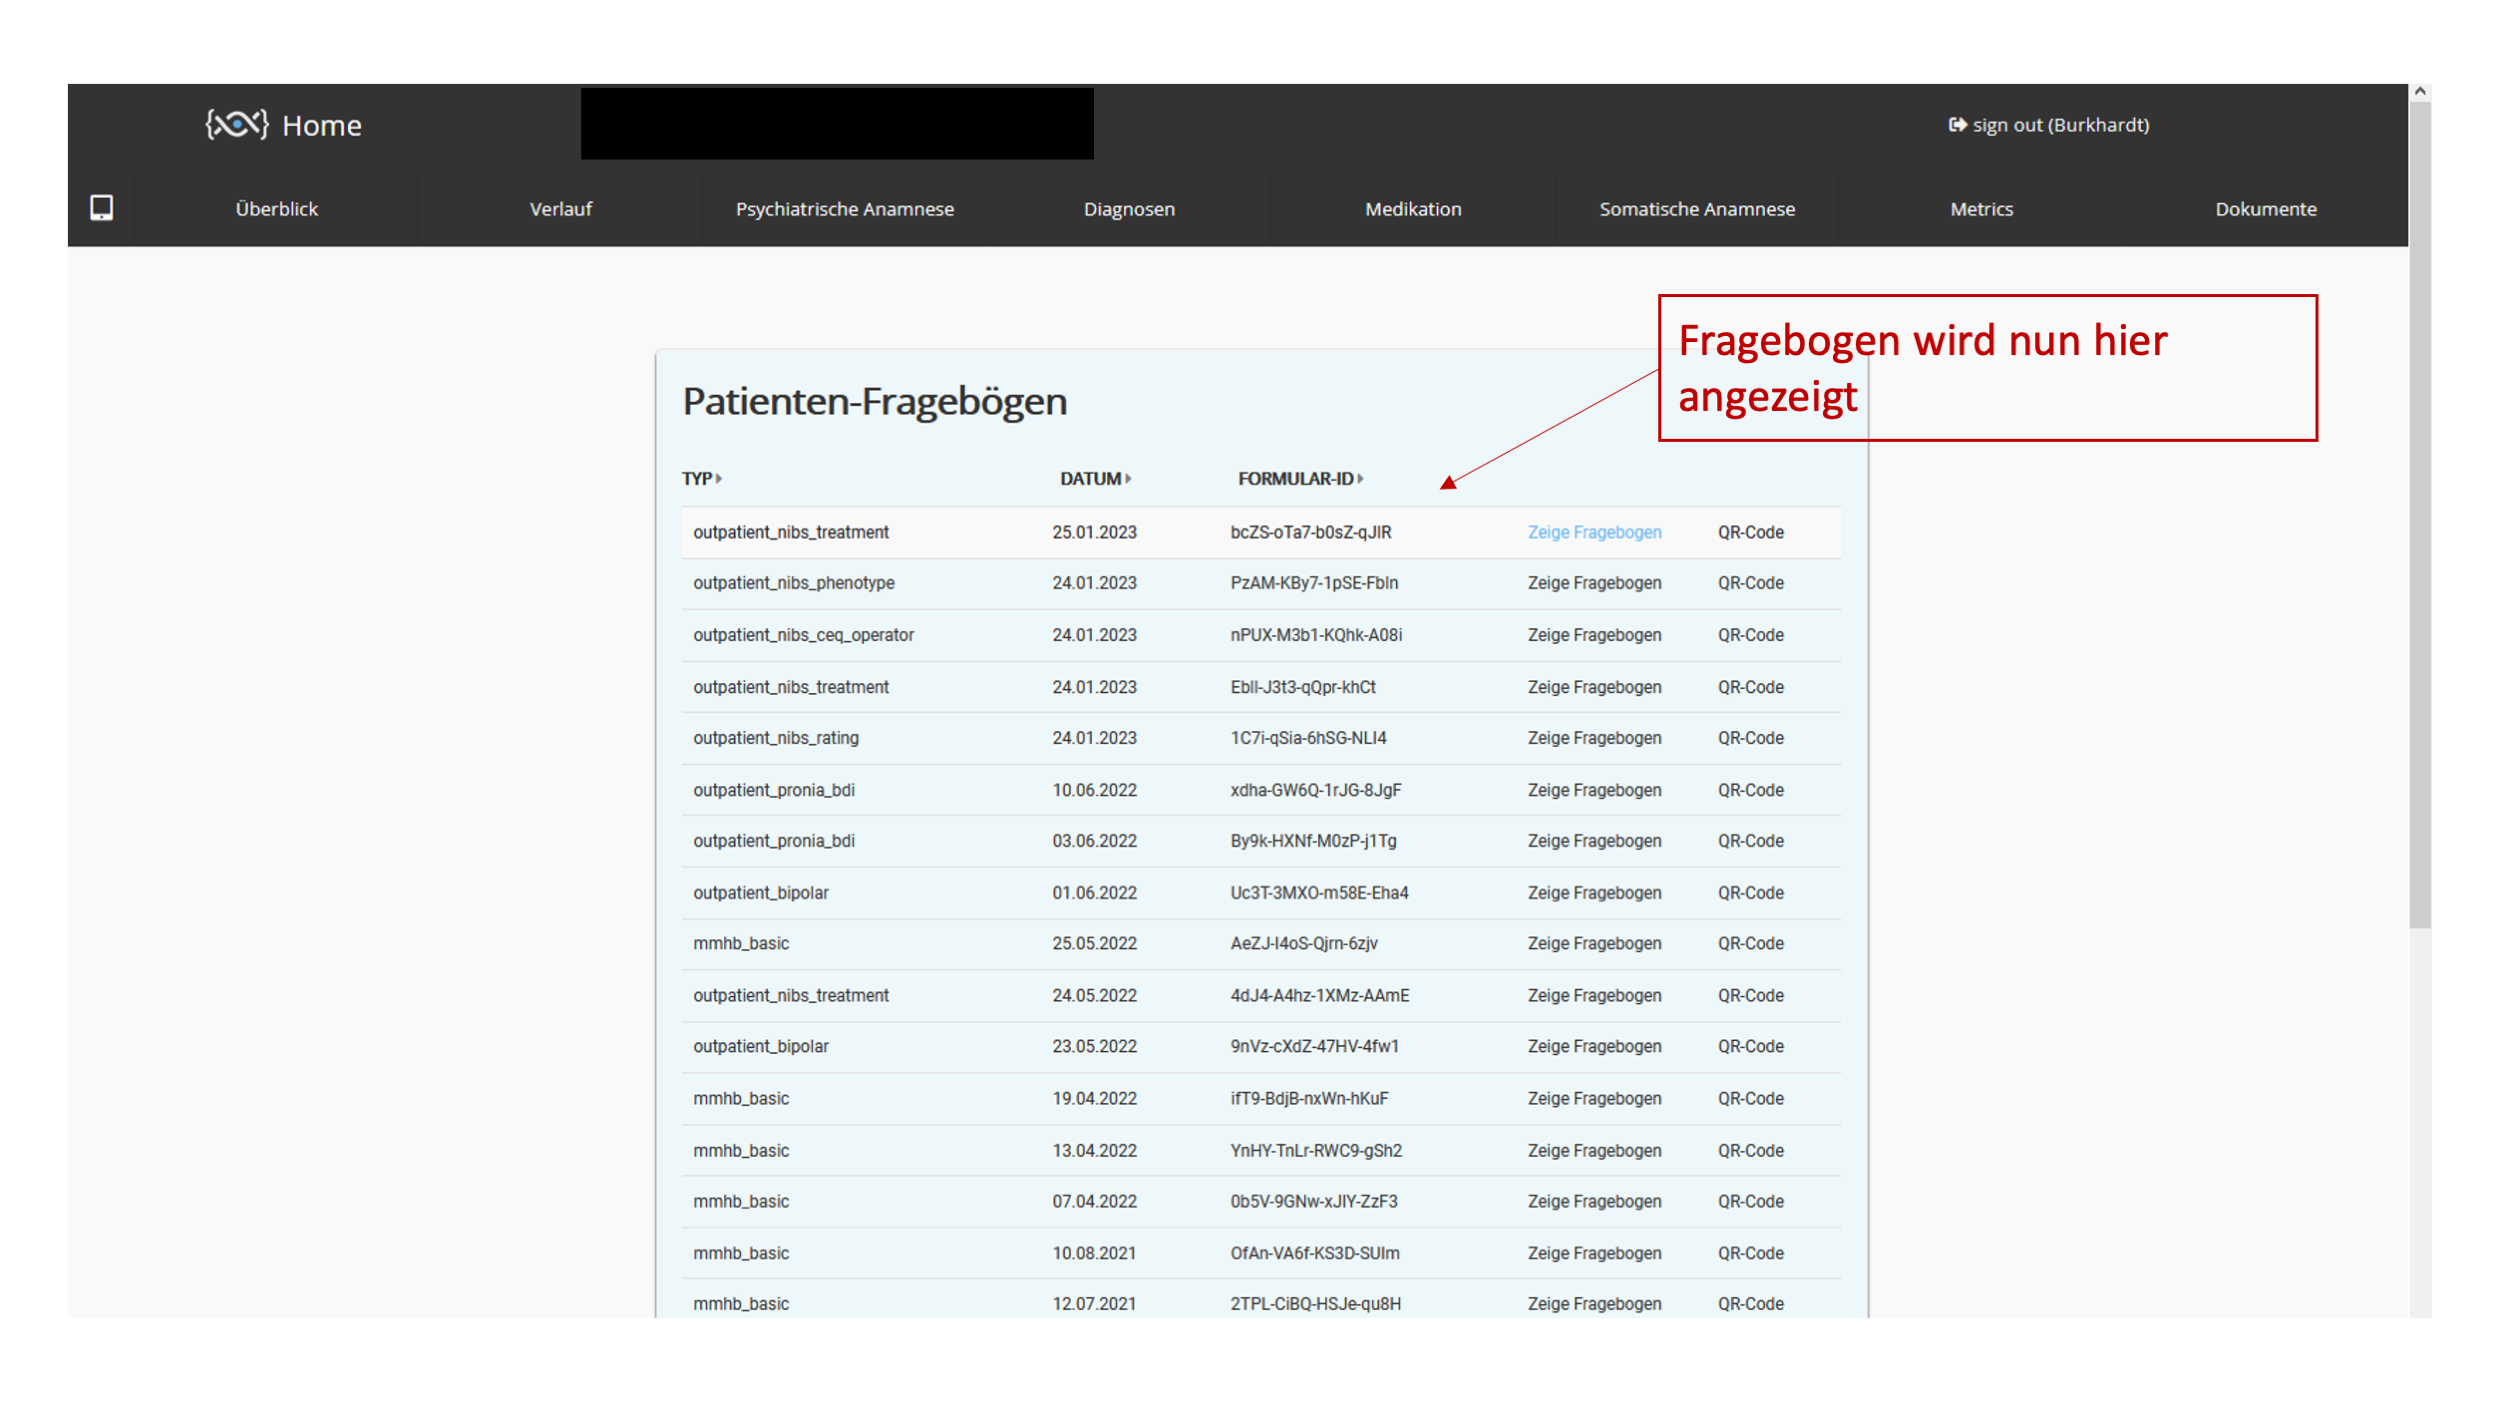 Home
sign out (Burkhardt)
Überblick Verlauf Psychiatrische Anamnese Diagnosen Medikation Somatische Anamnese Metrics Dokumente
Fragebogen wird nun hier
angezeigt
Patienten-Fragebögen
TYP DATUM FORMULAR-ID
outpatient_nibs_treatment 25.01.2023 bcZS-oTa7-b0sZ-qJIR Zeige Fragebogen QR-Code
outpatient_nibs_phenotype 24.01.2023 PzAM-KBy7-1pSE-FbIn Zeige Fragebogen QR-Code
outpatient_nibs_ceq_operator 24.01.2023 nPUX-M3b1-KQhk-A08i Zeige Fragebogen QR-Code
outpatient_nibs_treatment 24.01.2023 EbII-J3t3-qQpr-khCt Zeige Fragebogen QR-Code
outpatient_nibs_rating 24.01.2023 1C7i-qSia-6hSG-NLI4 Zeige Fragebogen QR-Code
outpatient_pronia_bdi 10.06.2022 xdha-GW6Q-1rJG-8JgF Zeige Fragebogen QR-Code
outpatient_pronia_bdi 03.06.2022 By9k-HXNf-M0zP-j1Tg Zeige Fragebogen QR-Code
outpatient_bipolar 01.06.2022 Uc3T-3MXO-m58E-Eha4 Zeige Fragebogen QR-Code
mmhb_basic 25.05.2022 AeZJ-I4oS-Qjrn-6zjv Zeige Fragebogen QR-Code
outpatient_nibs_treatment 24.05.2022 4dJ4-A4hz-1XMz-AAmE Zeige Fragebogen QR-Code
outpatient_bipolar 23.05.2022 9nVz-cXdZ-47HV-4fw1 Zeige Fragebogen QR-Code
mmhb_basic 19.04.2022 ifT9-BdjB-nxWn-hKuF Zeige Fragebogen QR-Code
mmhb_basic 13.04.2022 YnHY-TnLr-RWC9-gSh2 Zeige Fragebogen QR-Code
mmhb_basic 07.04.2022 0b5V-9GNw-xJIY-ZzF3 Zeige Fragebogen QR-Code
mmhb_basic 10.08.2021 OfAn-VA6f-KS3D-SUIm Zeige Fragebogen QR-Code
mmhb_basic 12.07.2021 2TPL-CiBQ-HSJe-qu8H Zeige Fragebogen QR-Code